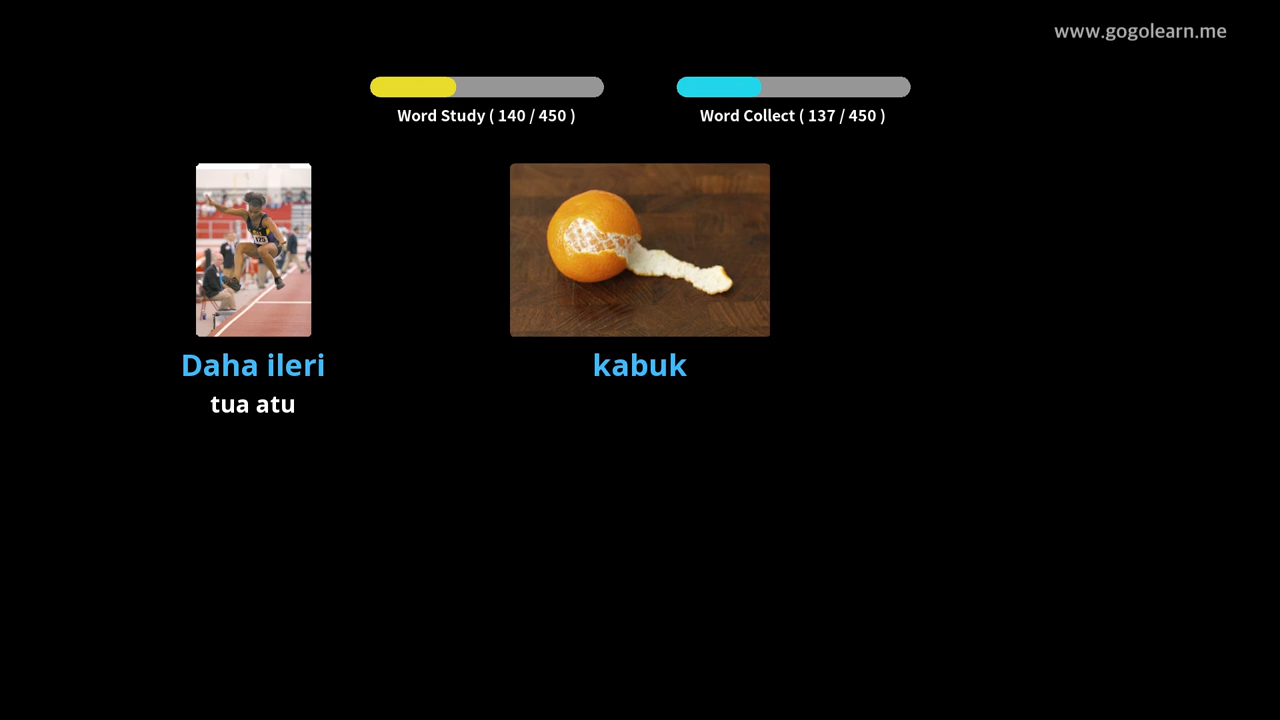 www.gogolearn.me
Word Study ( 140 / 450 )
Word Collect ( 137 / 450 )
Daha ileri
kabuk
tua atu